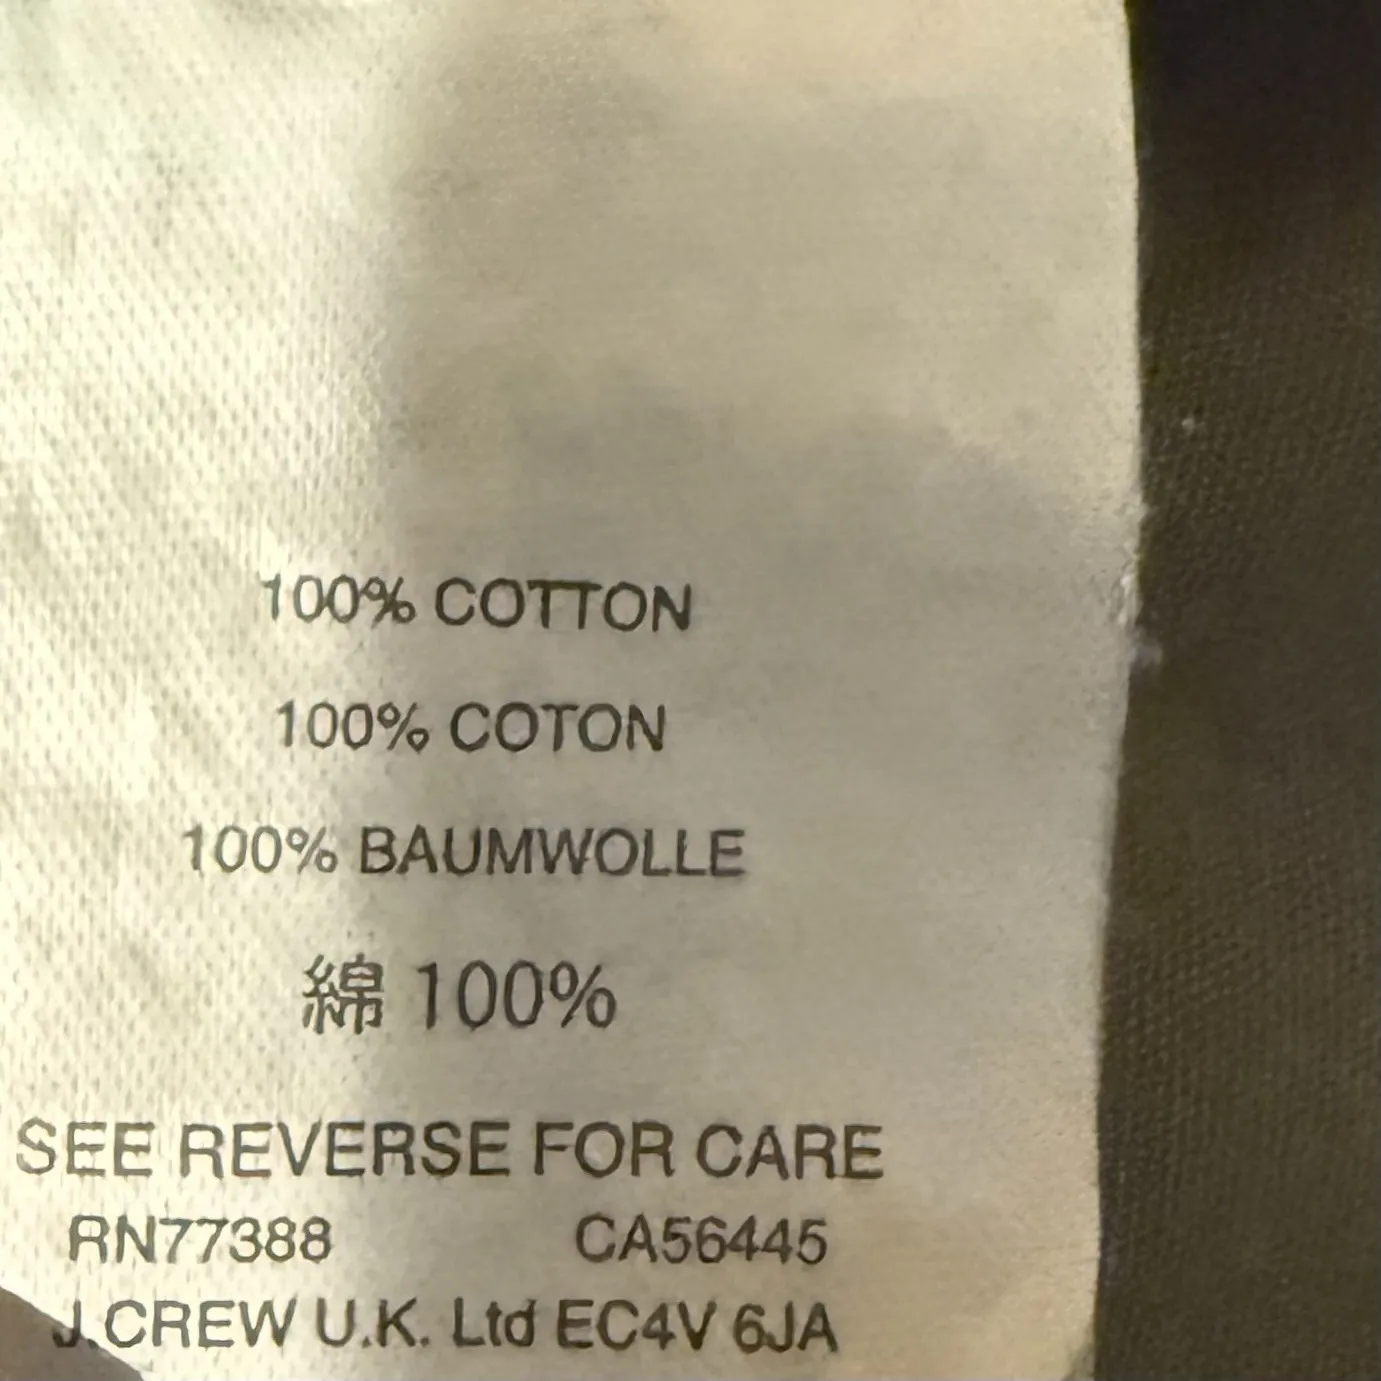 100% COTTON
100% COTON
100% BAUMWOLLE
綿 100%
SEE REVERSE FOR CARE
RN77388 CA56445
J.CREW U.K. Ltd EC4V 6JA